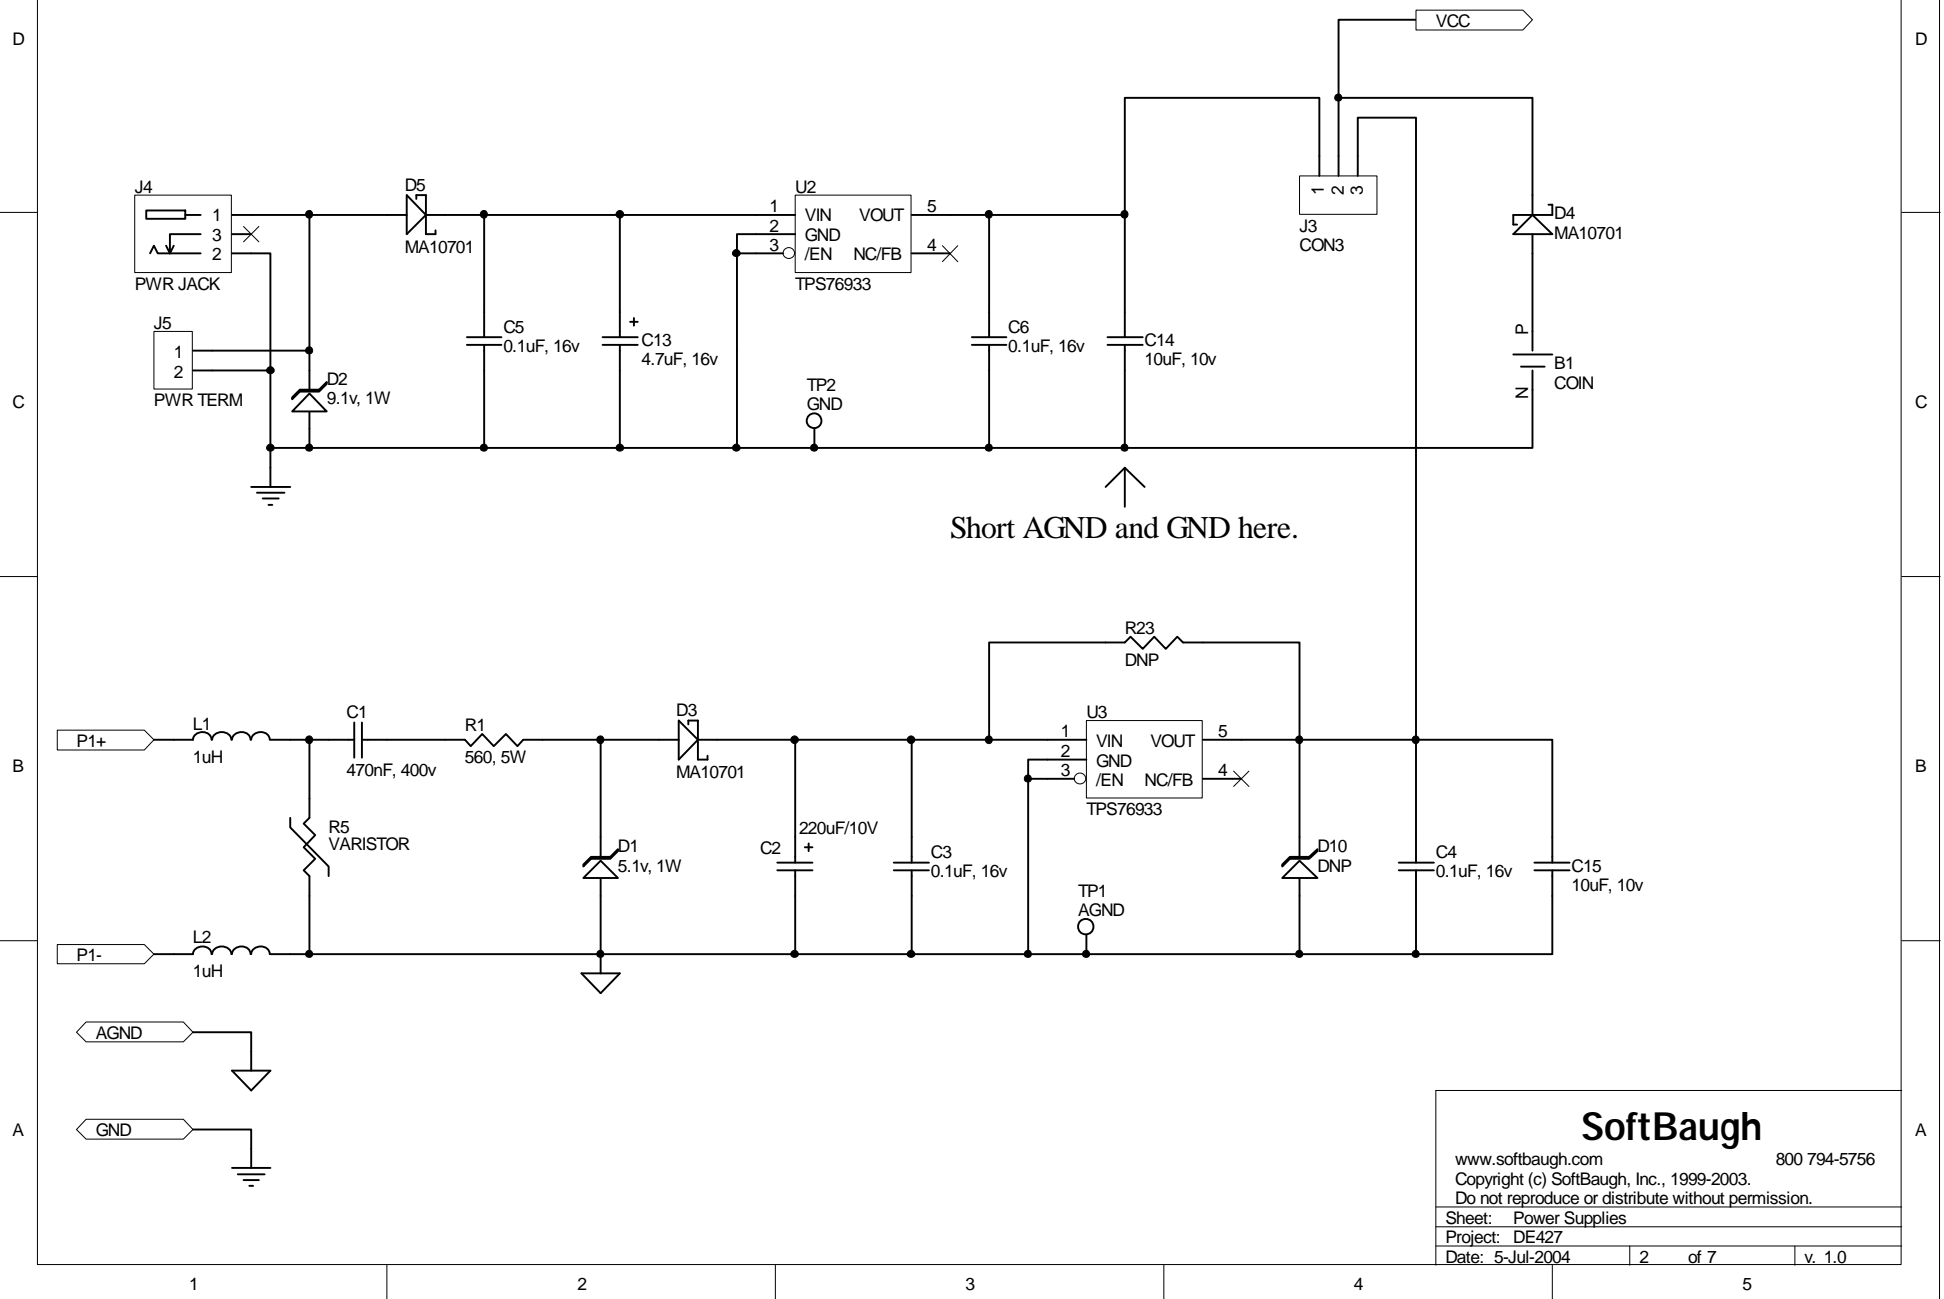 D
D
VCC
J4
1
3
2
PWR JACK
J5
1
2
PWR TERM
D2
9.1v, 1W
D5
MA10701
C5
0.1uF, 16v
+
C13
4.7uF, 16v
U2
1
2
3
VIN
GND
/EN
VOUT
NC/FB
5
4
TPS76933
TP2
GND
C6
0.1uF, 16v
C14
10uF, 10v
1
2
3
J3
CON3
D4
MA10701
P
N
B1
COIN
C
C
Short AGND and GND here.
R23
DNP
P1+
L1
1uH
C1
470nF, 400v
R1
560, 5W
D3
MA10701
U3
1
2
3
VIN
GND
/EN
VOUT
NC/FB
5
4
TPS76933
B
B
R5
VARISTOR
D1
5.1v, 1W
220uF/10V
C2
+
C3
0.1uF, 16v
TP1
AGND
D10
DNP
C4
0.1uF, 16v
C15
10uF, 10v
P1-
L2
1uH
AGND
GND
A
A
SoftBaugh
www.softbaugh.com 800 794-5756
Copyright (c) SoftBaugh, Inc., 1999-2003.
Do not reproduce or distribute without permission.
Sheet: Power Supplies
Project: DE427
Date: 5-Jul-2004 2 of 7 v. 1.0
1 2 3 4 5